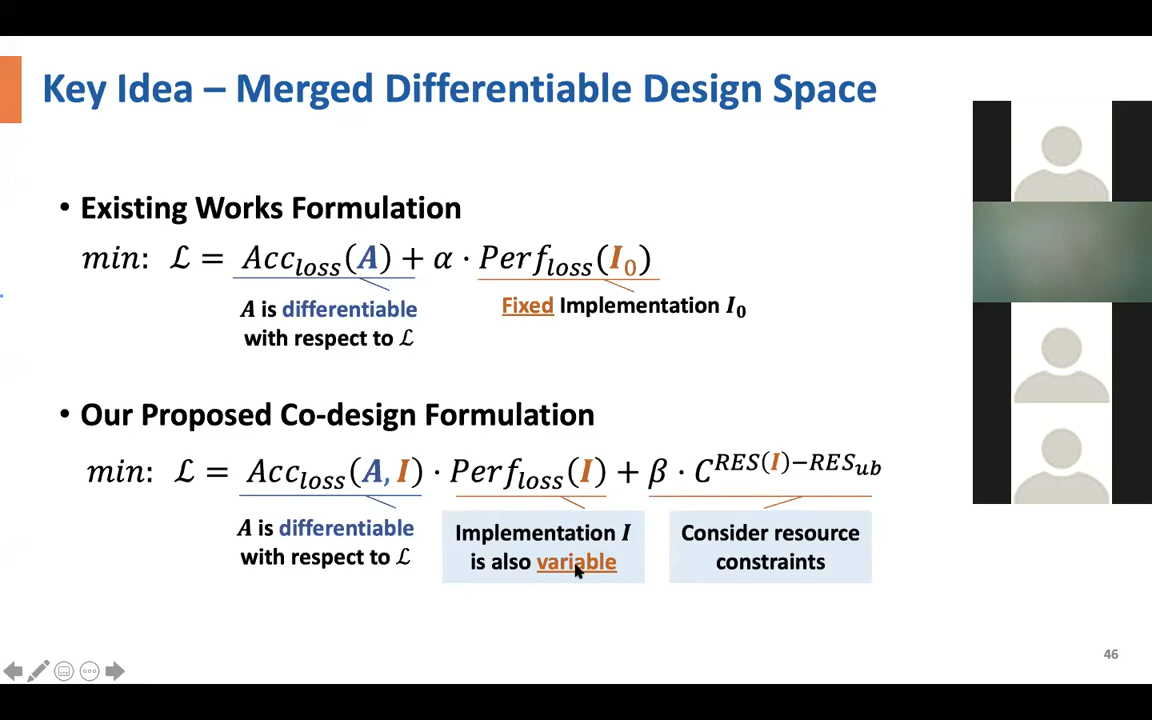 Key Idea – Merged Differentiable Design Space
• Existing Works Formulation
min: ℒ = Acc_loss(A) + α · Perf_loss(I_0)
A is differentiable
with respect to ℒ
Fixed Implementation I_0
• Our Proposed Co-design Formulation
min: ℒ = Acc_loss(A, I) · Perf_loss(I) + β · C^{RES(I)−RES_ub}
A is differentiable
with respect to ℒ
Implementation I
is also variable
Consider resource
constraints
46